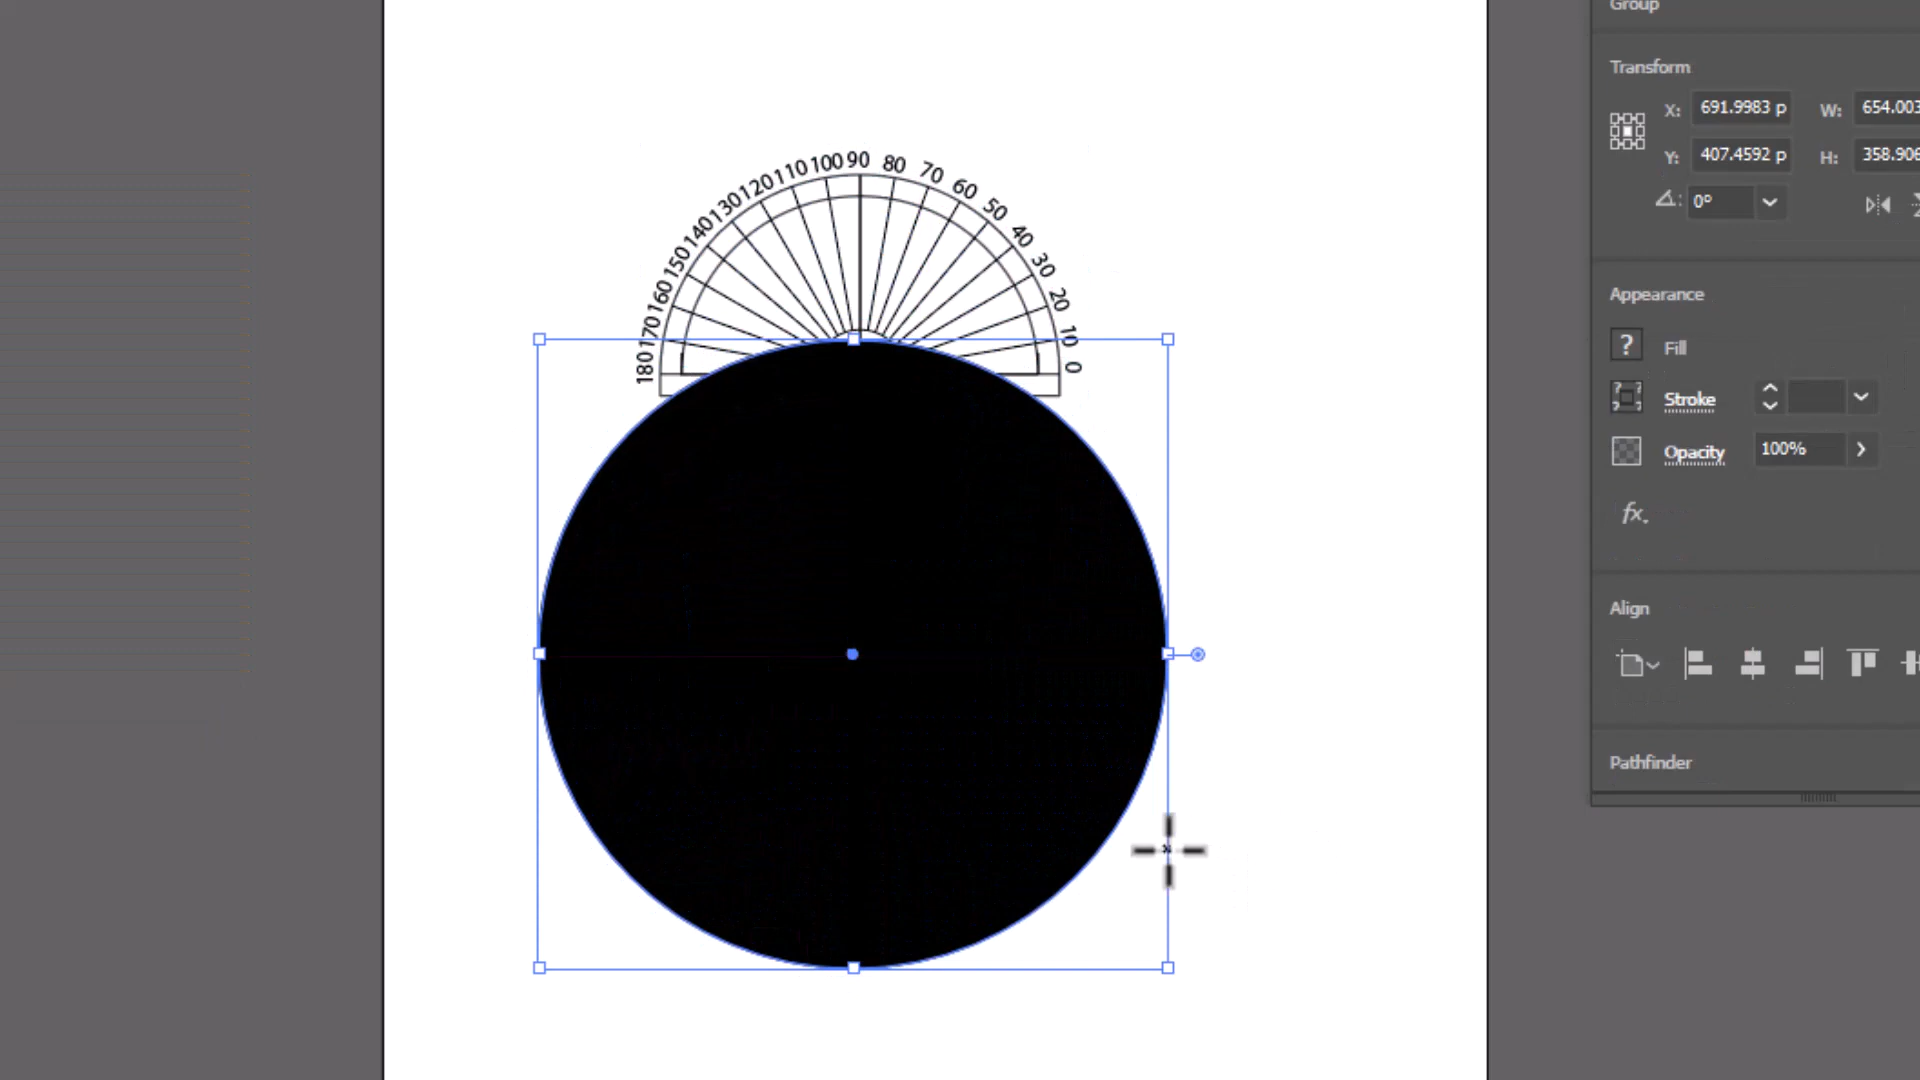 Group
Transform
X: 691.9983 p W: 654.003
Y: 407.4592 p H: 358.906
0°
Appearance
? Fill
Stroke
Opacity 100%
fx.
Align
Pathfinder
180 170 160 150 140 130 120 110 100 90 80 70 60 50 40 30 20 10 0